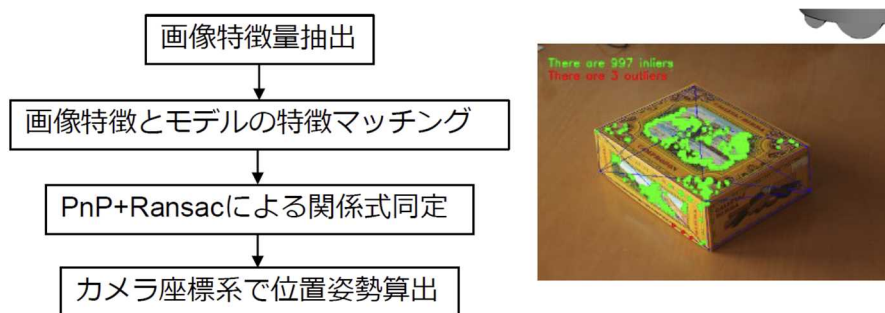 画像特徴量抽出
画像特徴とモデルの特徴マッチング
PnP+Ransacによる関係式同定
カメラ座標系で位置姿勢算出
There are 997 inliers
There are 3 outliers